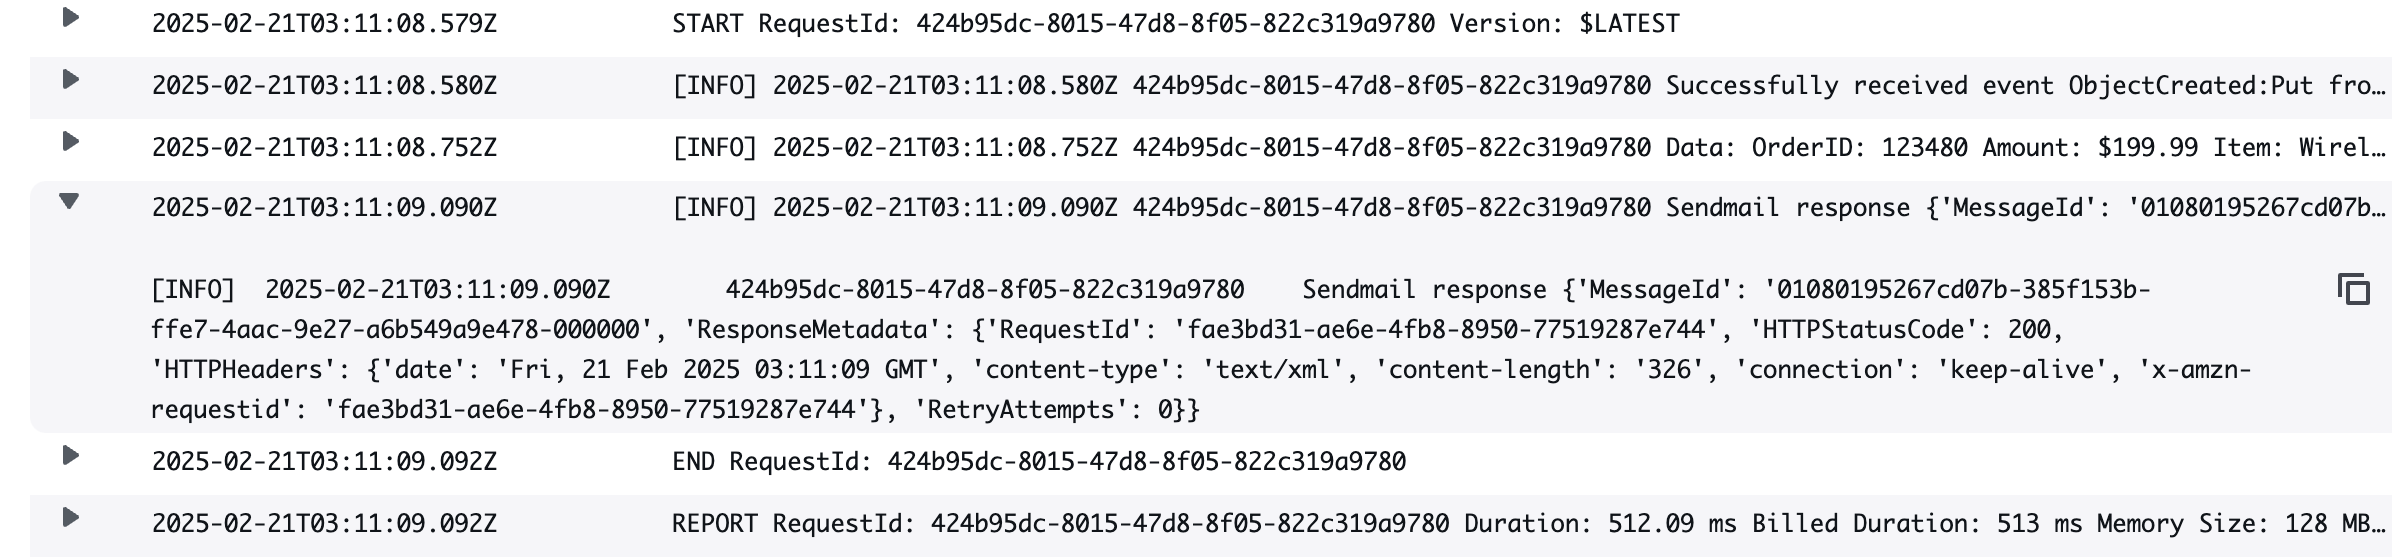 2025-02-21T03:11:08.579Z START RequestId: 424b95dc-8015-47d8-8f05-822c319a9780 Version: $LATEST
2025-02-21T03:11:08.580Z [INFO] 2025-02-21T03:11:08.580Z 424b95dc-8015-47d8-8f05-822c319a9780 Successfully received event ObjectCreated:Put fro…
2025-02-21T03:11:08.752Z [INFO] 2025-02-21T03:11:08.752Z 424b95dc-8015-47d8-8f05-822c319a9780 Data: OrderID: 123480 Amount: $199.99 Item: Wirel…
2025-02-21T03:11:09.090Z [INFO] 2025-02-21T03:11:09.090Z 424b95dc-8015-47d8-8f05-822c319a9780 Sendmail response {'MessageId': '01080195267cd07b…
[INFO] 2025-02-21T03:11:09.090Z 424b95dc-8015-47d8-8f05-822c319a9780 Sendmail response {'MessageId': '01080195267cd07b-385f153b-
ffe7-4aac-9e27-a6b549a9e478-000000', 'ResponseMetadata': {'RequestId': 'fae3bd31-ae6e-4fb8-8950-77519287e744', 'HTTPStatusCode': 200,
'HTTPHeaders': {'date': 'Fri, 21 Feb 2025 03:11:09 GMT', 'content-type': 'text/xml', 'content-length': '326', 'connection': 'keep-alive', 'x-amzn-
requestid': 'fae3bd31-ae6e-4fb8-8950-77519287e744'}, 'RetryAttempts': 0}}
2025-02-21T03:11:09.092Z END RequestId: 424b95dc-8015-47d8-8f05-822c319a9780
2025-02-21T03:11:09.092Z REPORT RequestId: 424b95dc-8015-47d8-8f05-822c319a9780 Duration: 512.09 ms Billed Duration: 513 ms Memory Size: 128 MB…